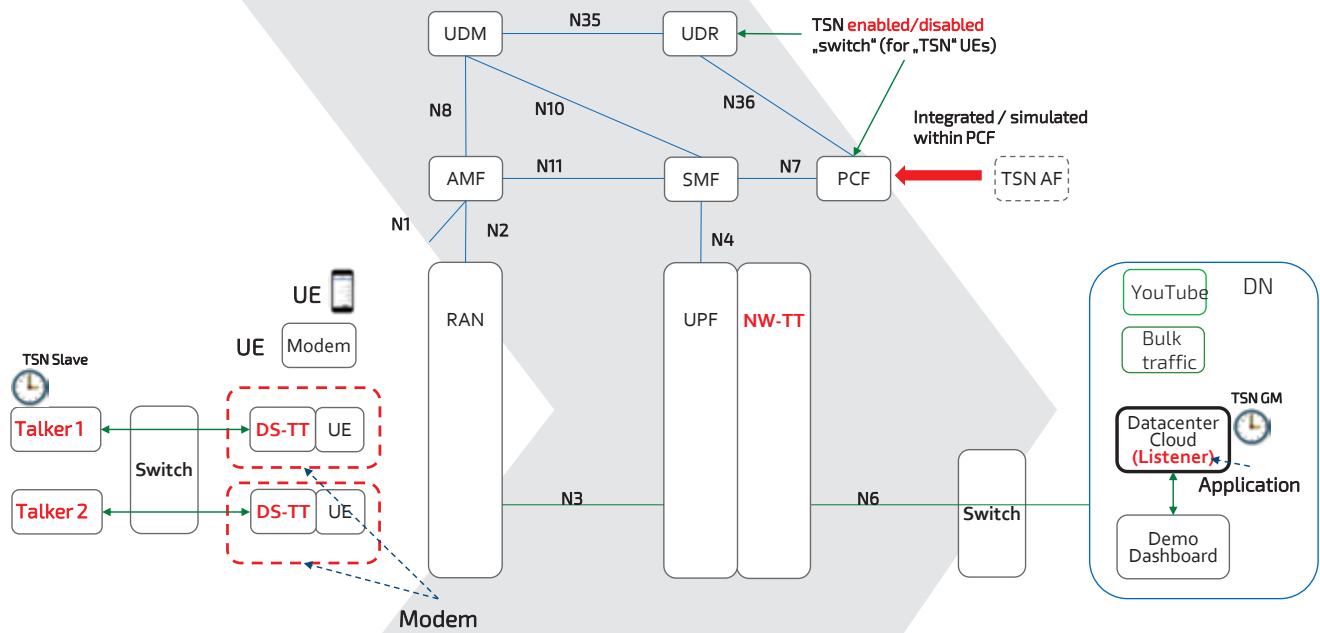 UDM
N35
UDR
TSN enabled/disabled
„switch“ (for „TSN“ UEs)
N8
N10
N36
Integrated / simulated
within PCF
AMF
N11
SMF
N7
PCF
TSN AF
N1
N2
N4
UE
RAN
UPF
NW-TT
YouTube
DN
UE
Modem
Bulk
traffic
TSN Slave
TSN GM
Talker 1
Switch
DS-TT
UE
Datacenter
Cloud
(Listener)
Application
Talker 2
DS-TT
UE
N3
N6
Switch
Demo
Dashboard
Modem